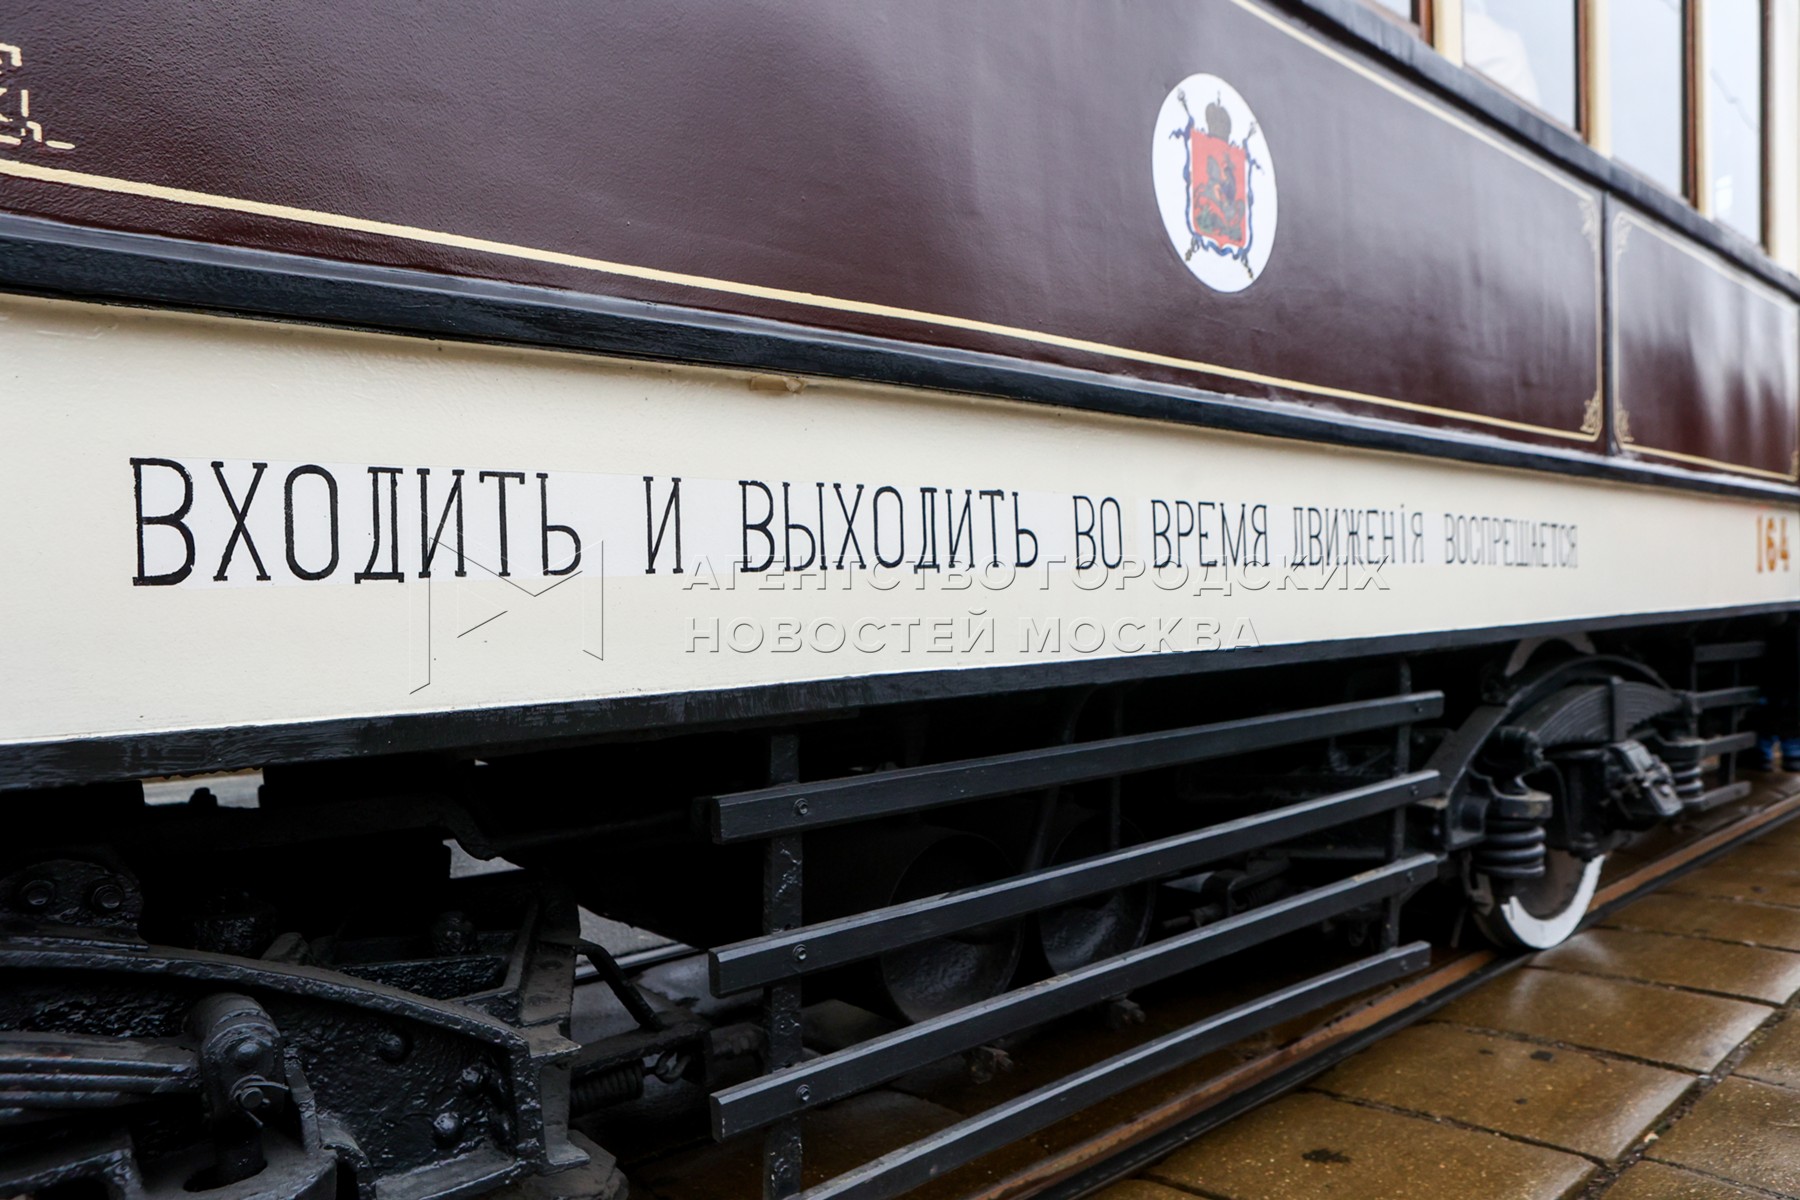 ВХОДИТЬ И ВЫХОДИТЬ ВО ВРЕМЯ ДВИЖЕНІЯ ВОСПРЕЩАЕТСЯ
164
АГЕНТСТВО ГОРОДСКИХ
НОВОСТЕЙ МОСКВА